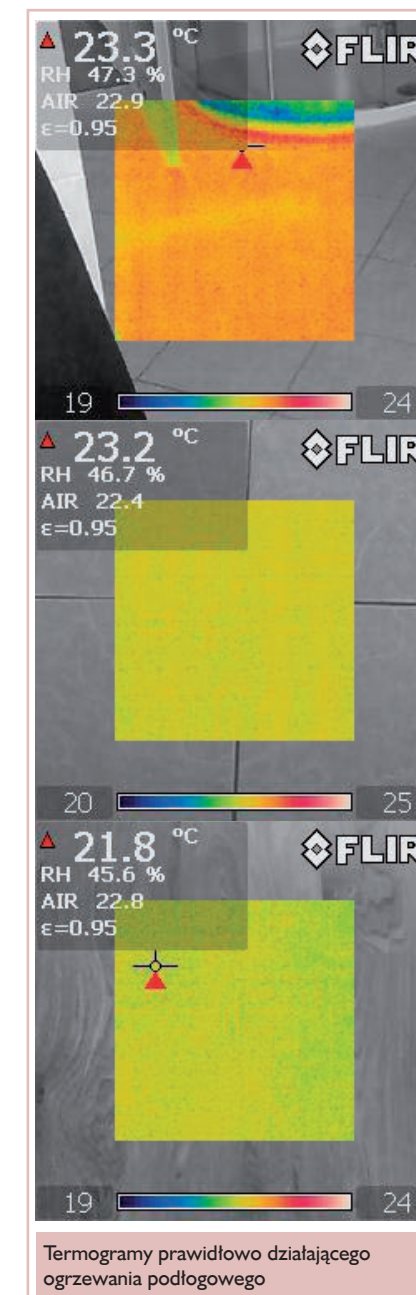 23.3 °C
FLIR
RH 47.3 %
AIR 22.9
ε=0.95
19 24
23.2 °C
FLIR
RH 46.7 %
AIR 22.4
ε=0.95
20 25
21.8 °C
FLIR
RH 45.6 %
AIR 22.8
ε=0.95
19 24
Termogramy prawidłowo działającego
ogrzewania podłogowego